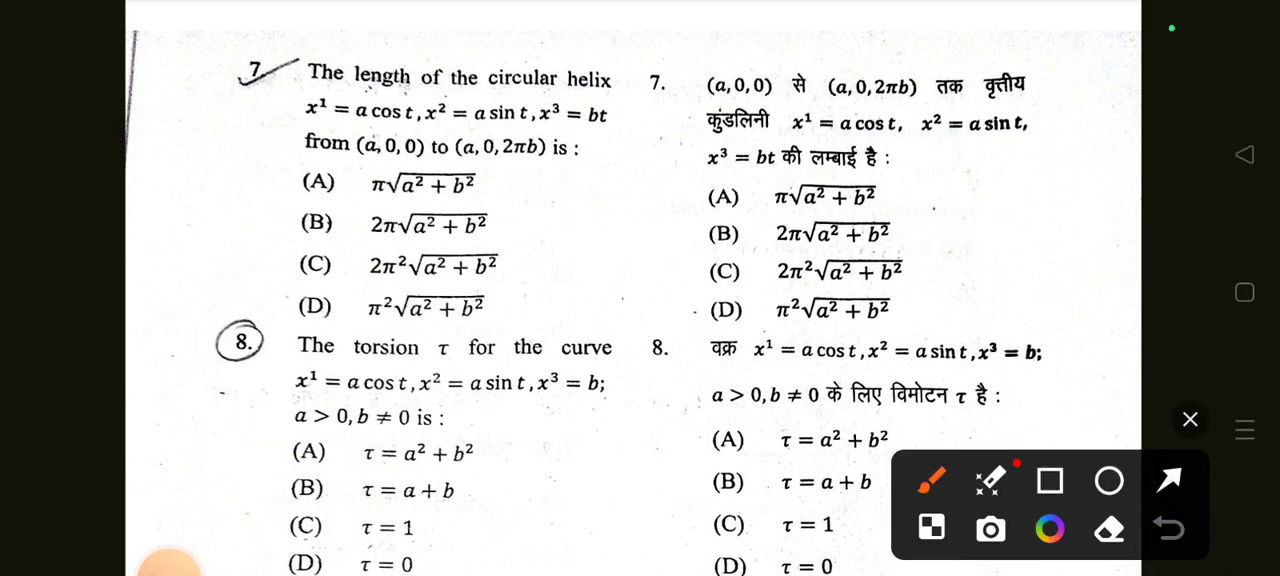 7. The length of the circular helix
x¹ = a cos t, x² = a sin t, x³ = bt
from (a, 0, 0) to (a, 0, 2πb) is :
(A) π√(a² + b²)
(B) 2π√(a² + b²)
(C) 2π²√(a² + b²)
(D) π²√(a² + b²)
8. The torsion τ for the curve
x¹ = a cos t, x² = a sin t, x³ = b;
a > 0, b ≠ 0 is :
(A) τ = a² + b²
(B) τ = a + b
(C) τ = 1
(D) τ = 0
7. (a, 0, 0) से (a, 0, 2πb) तक वृत्तीय
कुंडलिनी x¹ = a cos t, x² = a sin t,
x³ = bt की लम्बाई है :
(A) π√(a² + b²)
(B) 2π√(a² + b²)
(C) 2π²√(a² + b²)
(D) π²√(a² + b²)
8. वक्र x¹ = a cos t, x² = a sin t, x³ = b;
a > 0, b ≠ 0 के लिए विमोटन τ है :
(A) τ = a² + b²
(B) τ = a + b
(C) τ = 1
(D) τ = 0